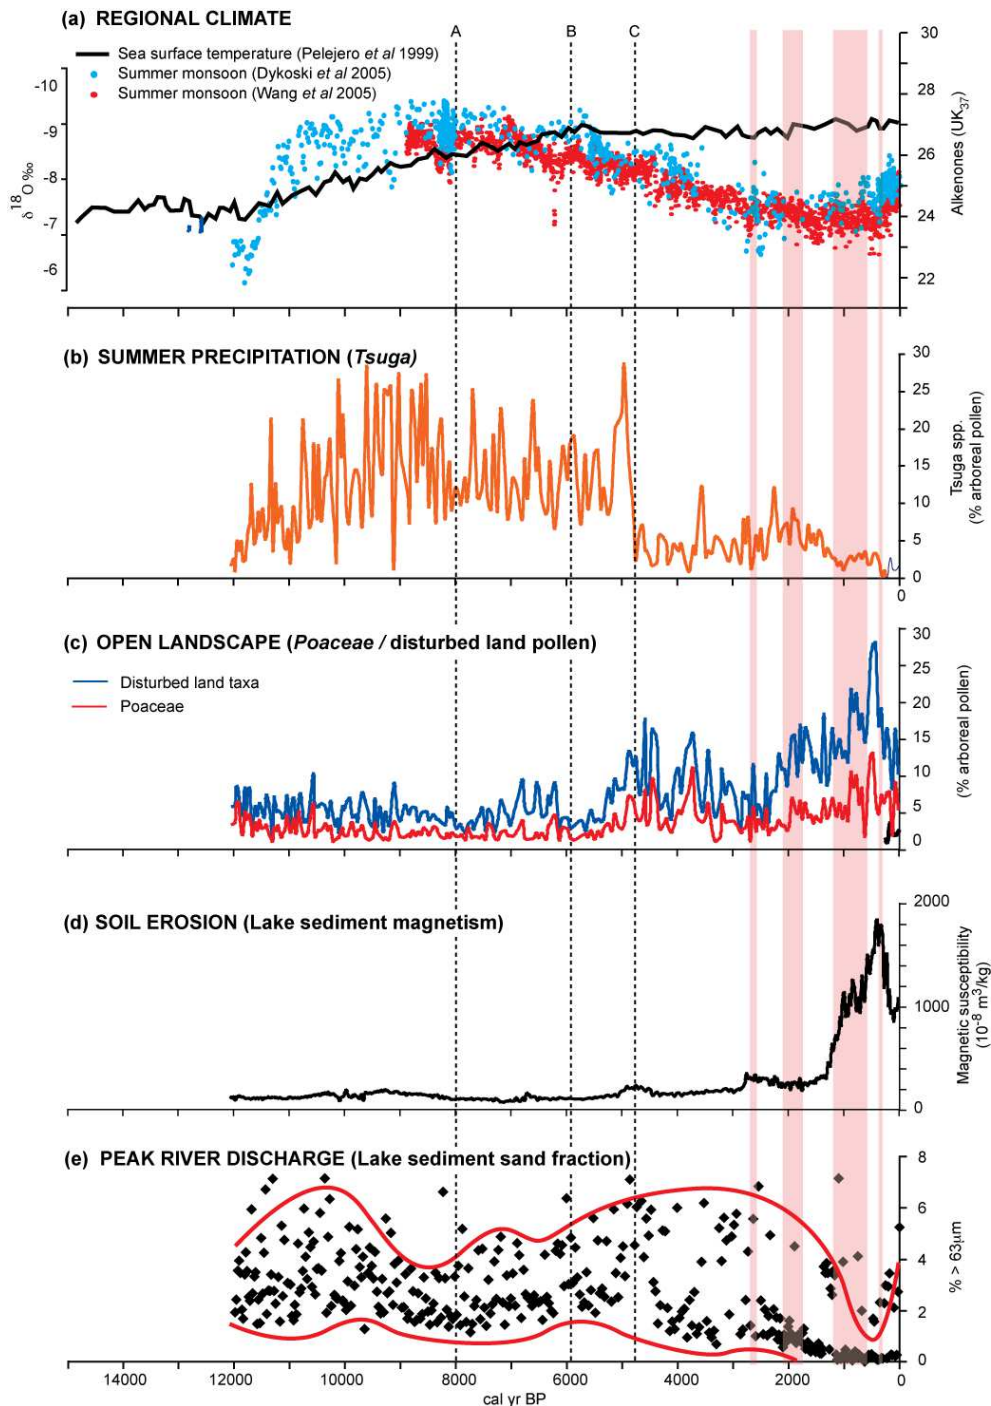 (a) REGIONAL CLIMATE
A
B
C
Sea surface temperature (Pelejero et al 1999)
Summer monsoon (Dykoski et al 2005)
Summer monsoon (Wang et al 2005)
δ 18O ‰
-10
-9
-8
-7
-6
30
28
26
24
22
Alkenones (UK37)
(b) SUMMER PRECIPITATION (Tsuga)
30
25
20
15
10
5
0
0
Tsuga spp.
(% arboreal pollen)
(c) OPEN LANDSCAPE (Poaceae / disturbed land pollen)
Disturbed land taxa
Poaceae
30
25
20
15
10
5
0
(% arboreal pollen)
(d) SOIL EROSION (Lake sediment magnetism)
2000
1000
0
Magnetic susceptibility
(10-8 m3/kg)
(e) PEAK RIVER DISCHARGE (Lake sediment sand fraction)
8
6
4
2
0
% > 63μm
14000 12000 10000 8000 6000 4000 2000 0
cal yr BP